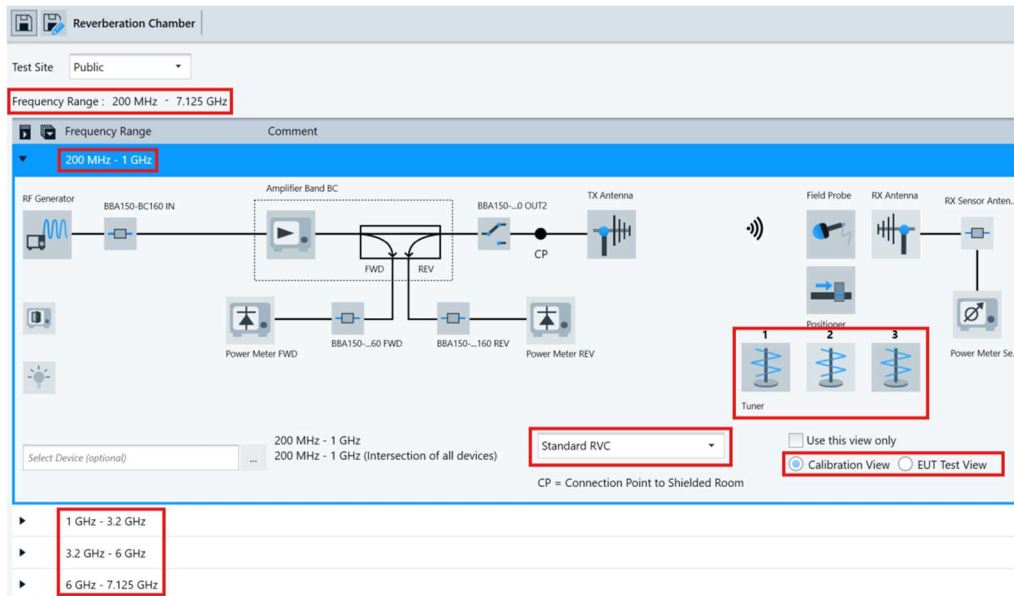 Reverberation Chamber
Test Site Public
Frequency Range : 200 MHz - 7.125 GHz
Frequency Range Comment
200 MHz - 1 GHz
RF Generator
BBA150-BC160 IN
Amplifier Band BC
BBA150-...0 OUT2
TX Antenna
Field Probe
RX Antenna
RX Sensor Anten..
CP
FWD REV
Power Meter FWD
BBA150-...60 FWD
BBA150-...160 REV
Power Meter REV
Positioner
1 2 3
Tuner
Power Meter Se.
200 MHz - 1 GHz
Select Device (optional) ... 200 MHz - 1 GHz (Intersection of all devices)
Standard RVC
CP = Connection Point to Shielded Room
Use this view only
Calibration View EUT Test View
1 GHz - 3.2 GHz
3.2 GHz - 6 GHz
6 GHz - 7.125 GHz